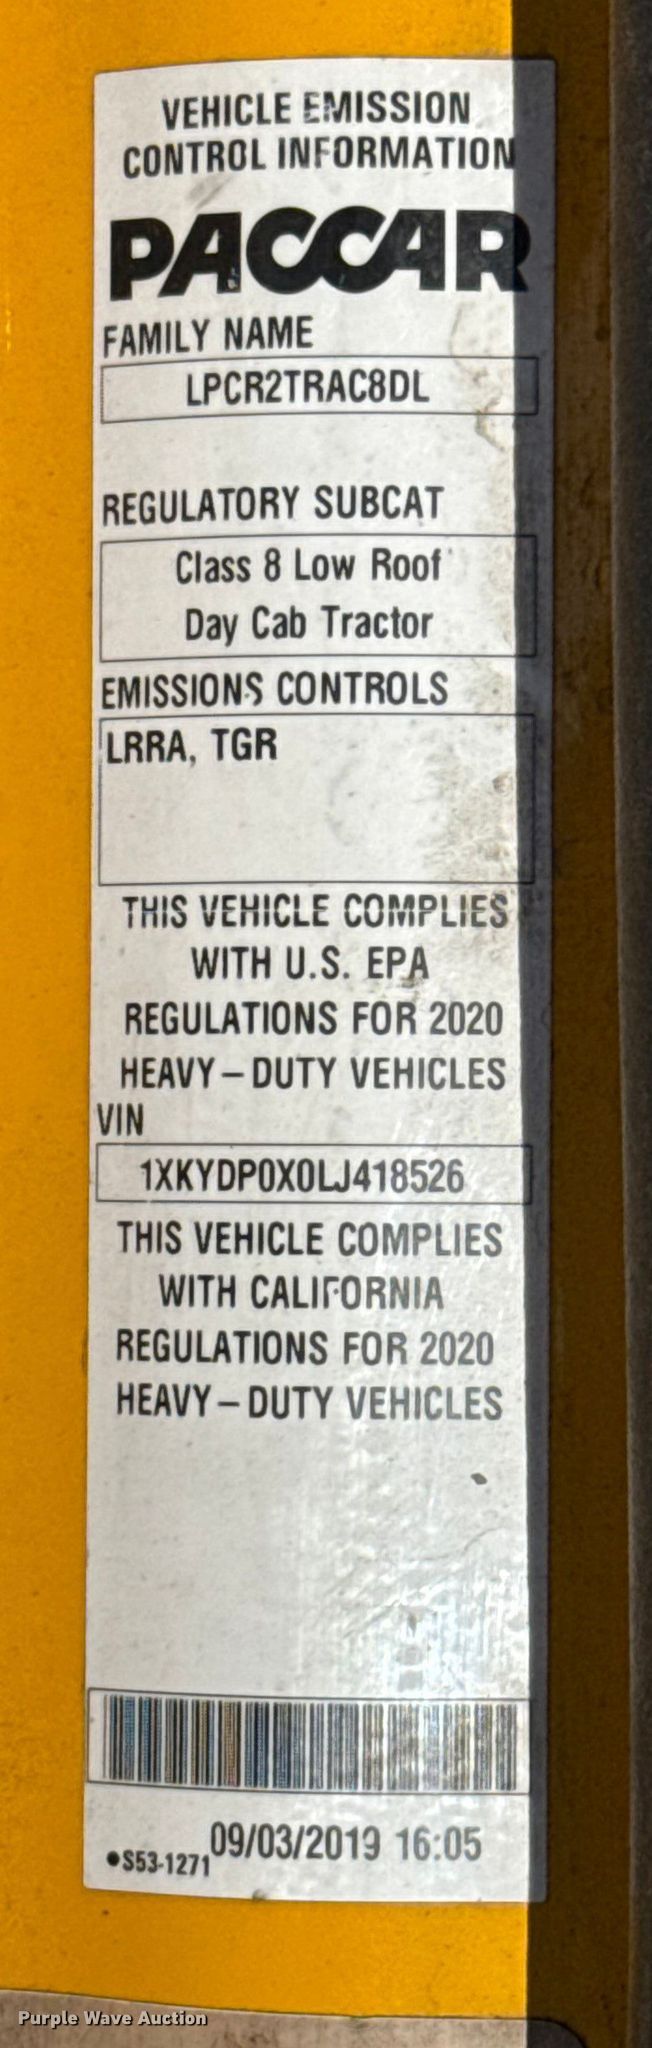 VEHICLE EMISSION
CONTROL INFORMATION
PACCAR
FAMILY NAME
LPCR2TRAC8DL
REGULATORY SUBCAT
Class 8 Low Roof
Day Cab Tractor
EMISSIONS CONTROLS
LRRA, TGR
THIS VEHICLE COMPLIES
WITH U.S. EPA
REGULATIONS FOR 2020
HEAVY–DUTY VEHICLES
VIN
1XKYDP0X0LJ418526
THIS VEHICLE COMPLIES
WITH CALIFORNIA
REGULATIONS FOR 2020
HEAVY–DUTY VEHICLES
●S53-1271 09/03/2019 16:05
Purple Wave Auction